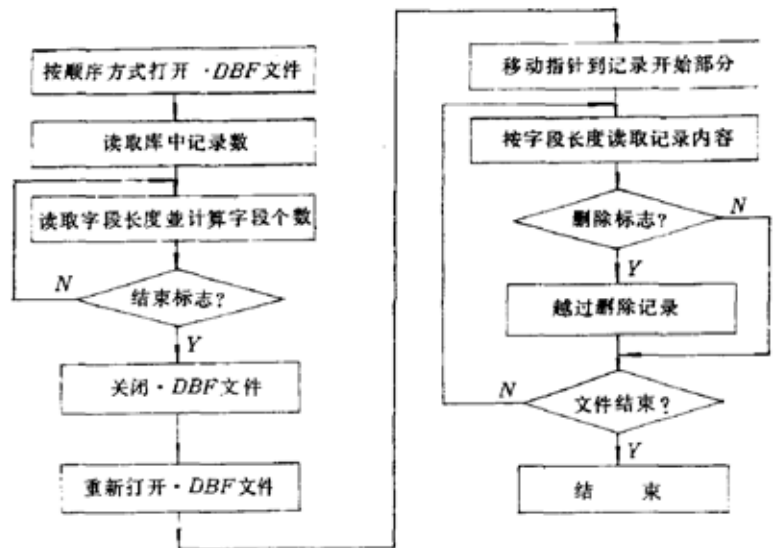 按顺序方式打开 ·DBF文件
读取库中记录数
读取字段长度並计算字段个数
N
结束标志?
Y
关闭·DBF文件
重新打开·DBF文件
移动指针到记录开始部分
按字段长度读取记录内容
删除标志?
N
Y
越过删除记录
N
文件结束?
Y
结 束